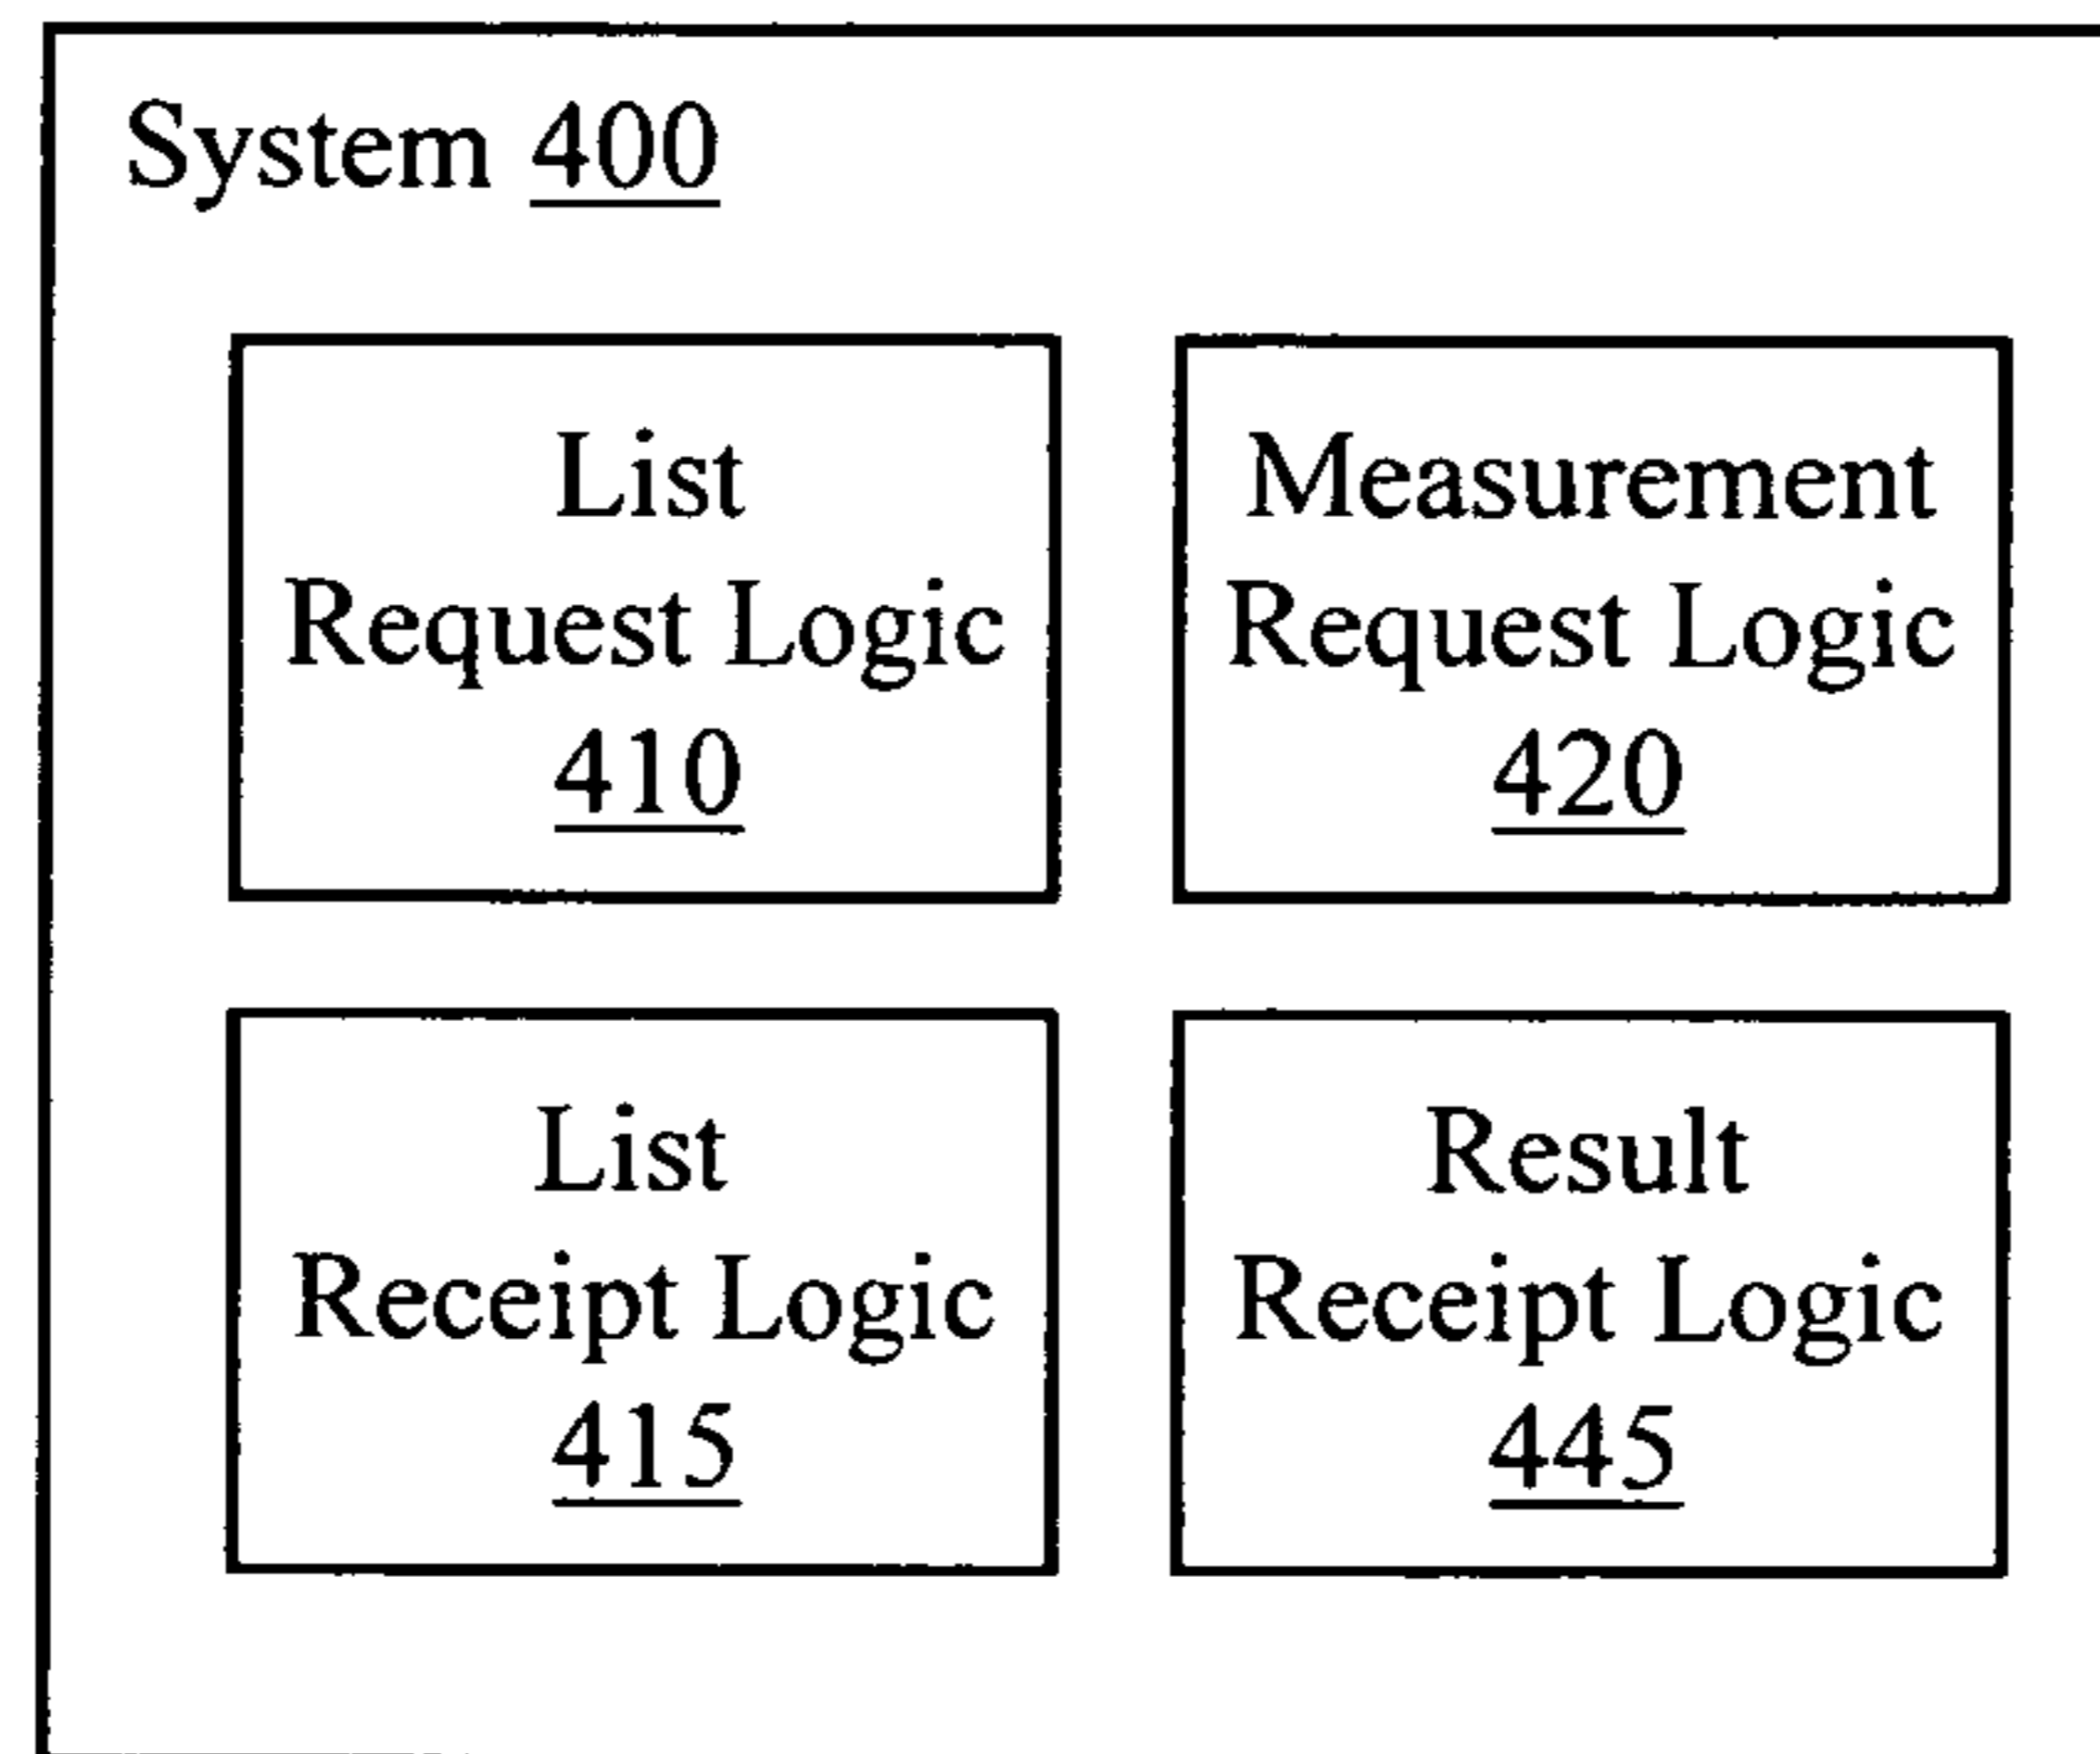 System 400
List
Request Logic
410
Measurement
Request Logic
420
List
Receipt Logic
415
Result
Receipt Logic
445